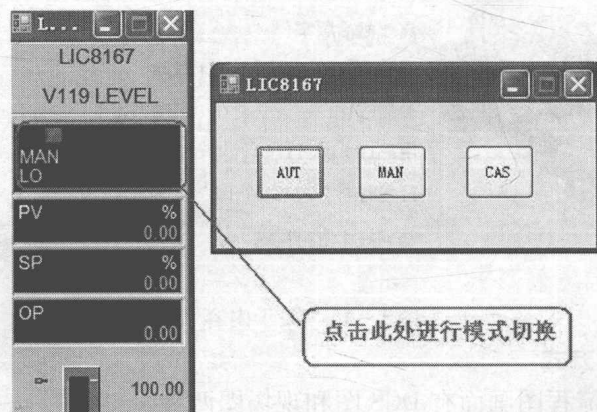 L...
LIC8167
V119 LEVEL
MAN
LO
PV %
0.00
SP %
0.00
OP
0.00
100.00
LIC8167
AUT MAN CAS
点击此处进行模式切换